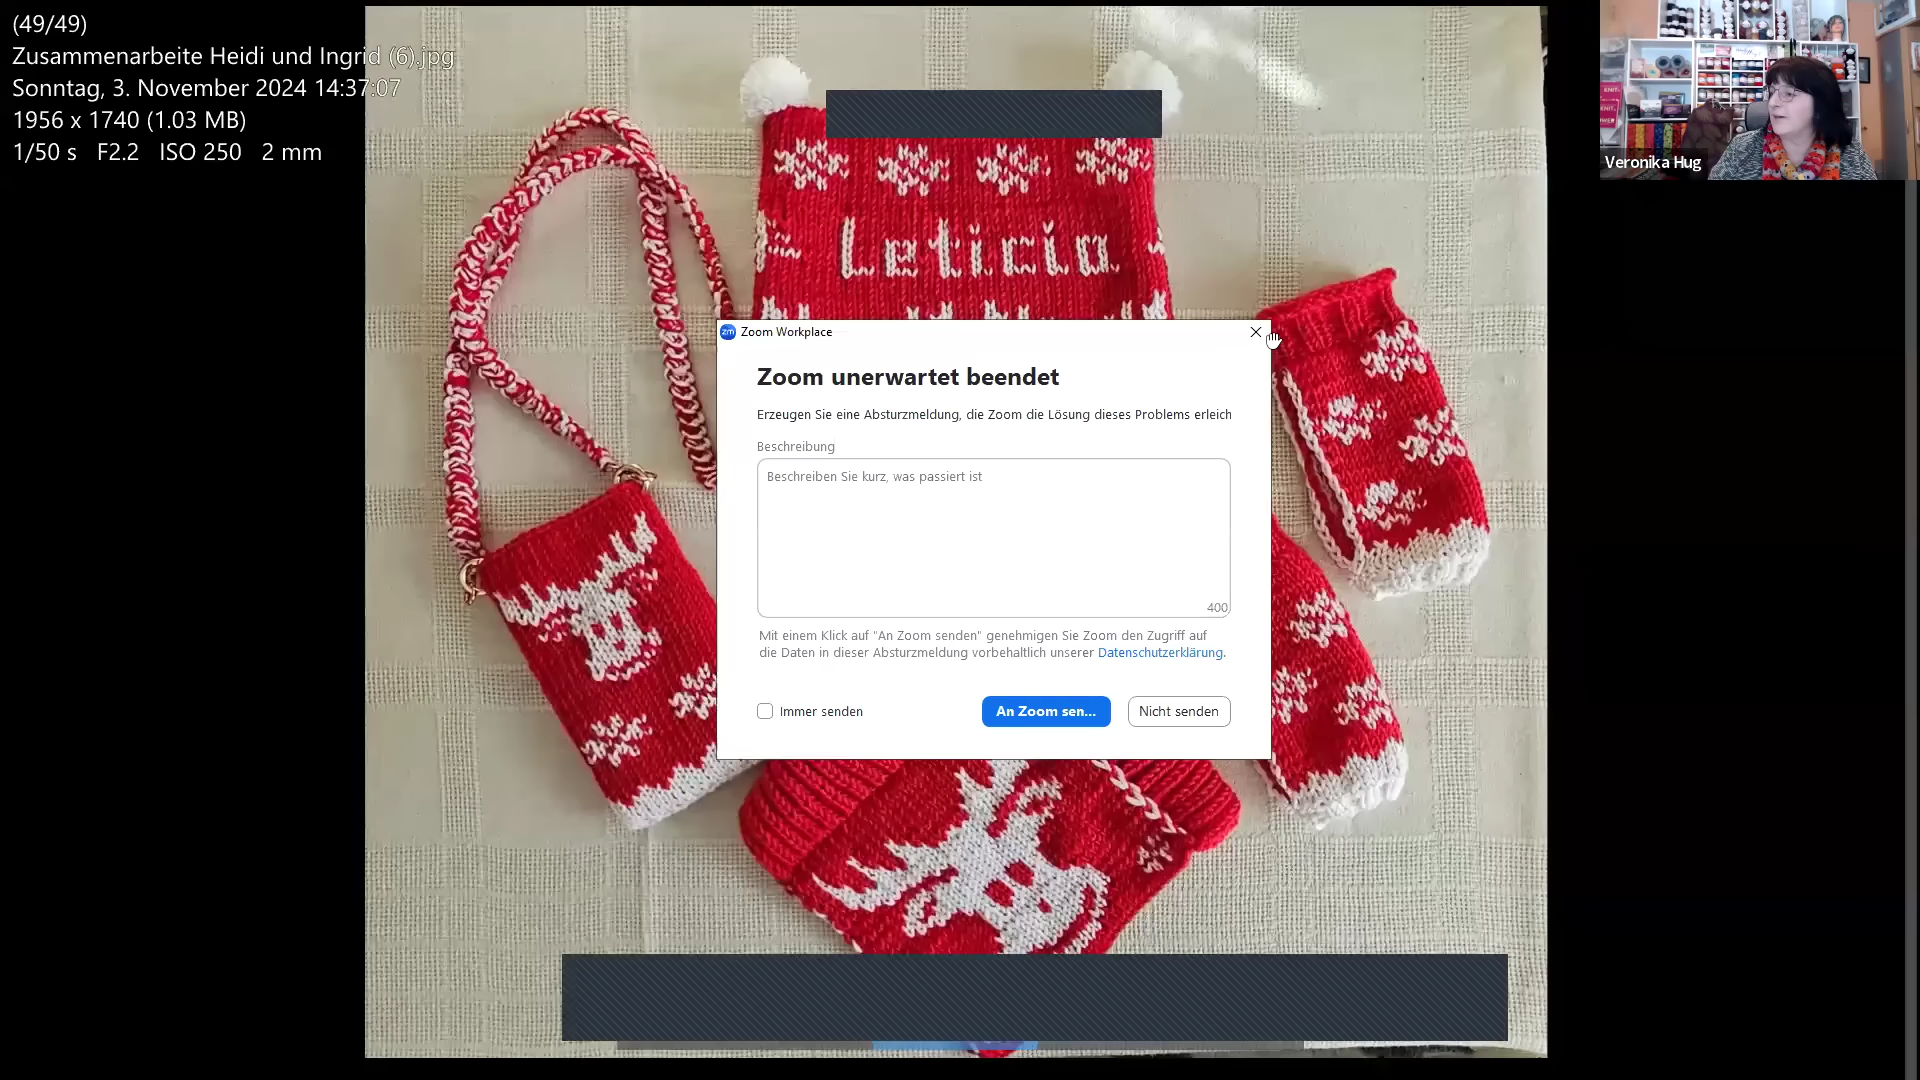 (49/49)
Zusammenarbeite Heidi und Ingrid (6).jpg
Sonntag, 3. November 2024 14:37:07
1956 x 1740 (1.03 MB)
1/50 s F2.2 ISO 250 2 mm
Veronika Hug
Leticia
zm Zoom Workplace
Zoom unerwartet beendet
Erzeugen Sie eine Absturzmeldung, die Zoom die Lösung dieses Problems erleich
Beschreibung
Beschreiben Sie kurz, was passiert ist
400
Mit einem Klick auf "An Zoom senden" genehmigen Sie Zoom den Zugriff auf
die Daten in dieser Absturzmeldung vorbehaltlich unserer Datenschutzerklärung.
Immer senden
An Zoom sen...
Nicht senden